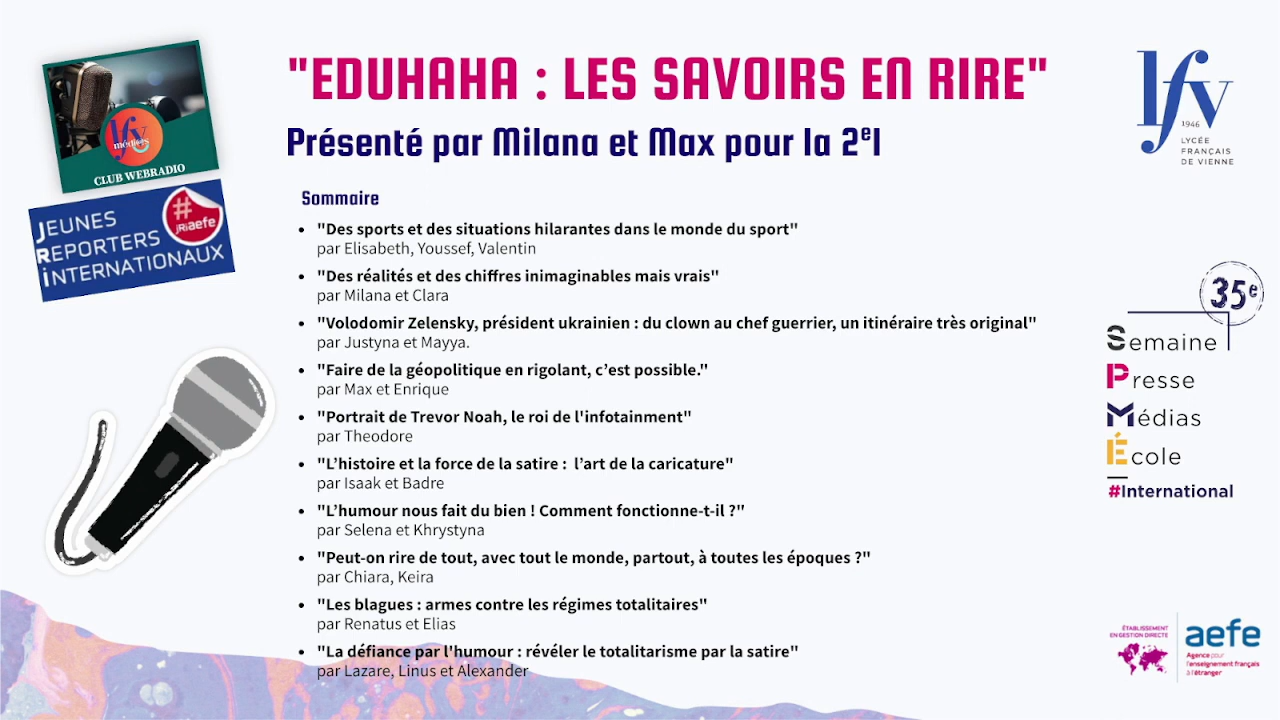 "EDUHAHA : LES SAVOIRS EN RIRE"
Présenté par Milana et Max pour la 2ᵉI
lfv
médias
CLUB WEBRADIO
JEUNES
REPORTERS
INTERNATIONAUX
#
jRiaefe
lfv
1946
LYCÉE
FRANÇAIS
DE VIENNE
Sommaire
• "Des sports et des situations hilarantes dans le monde du sport"
par Elisabeth, Youssef, Valentin
• "Des réalités et des chiffres inimaginables mais vrais"
par Milana et Clara
• "Volodomir Zelensky, président ukrainien : du clown au chef guerrier, un itinéraire très original"
par Justyna et Mayya.
• "Faire de la géopolitique en rigolant, c’est possible."
par Max et Enrique
• "Portrait de Trevor Noah, le roi de l'infotainment"
par Theodore
• "L’histoire et la force de la satire : l’art de la caricature"
par Isaak et Badre
• "L’humour nous fait du bien ! Comment fonctionne-t-il ?"
par Selena et Khrystyna
• "Peut-on rire de tout, avec tout le monde, partout, à toutes les époques ?"
par Chiara, Keira
• "Les blagues : armes contre les régimes totalitaires"
par Renatus et Elias
• "La défiance par l'humour : révéler le totalitarisme par la satire"
par Lazare, Linus et Alexander
35ᵉ
Semaine
Presse
Médias
École
#International
ÉTABLISSEMENT
EN GESTION DIRECTE
aefe
Agence pour
l'enseignement français
à l'étranger